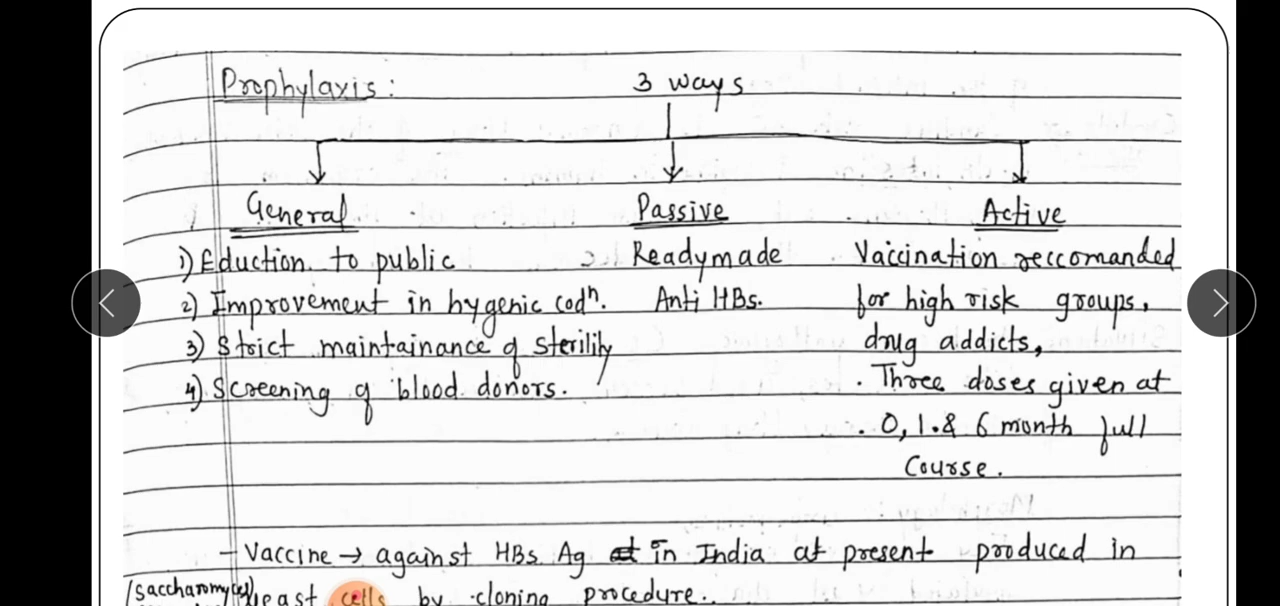 Prophylaxis : 3 ways
General Passive Active
1) Eduction to public Readymade Vaccination reccomanded
2) Improvement in hygenic codⁿ. Anti HBs. for high risk groups,
3) Strict maintainance of sterility drug addicts,
4) Screening of blood donors. Three doses given at
0, 1 & 6 month full
Course.
- Vaccine → against HBs Ag in India at present produced in
(saccharomyces) yeast cells by cloning procedure.